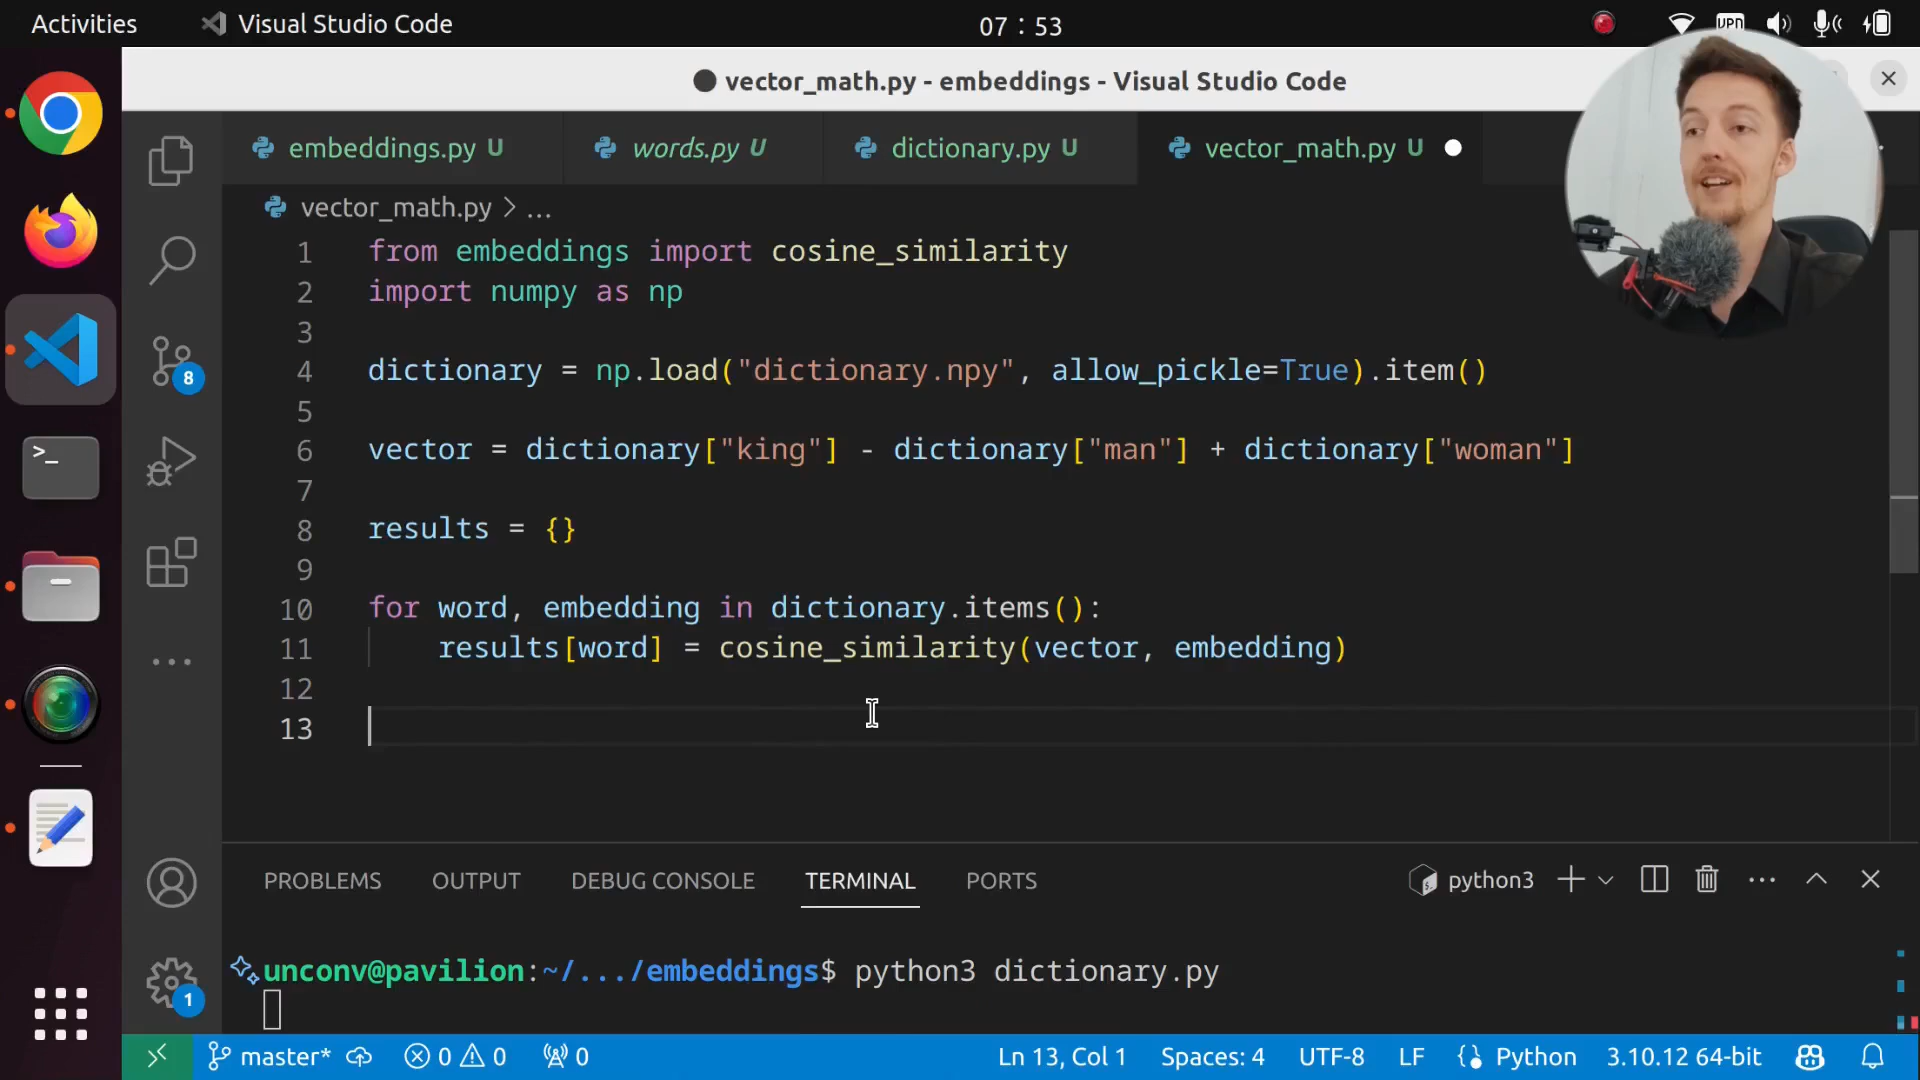 Activities
Visual Studio Code
07 : 53
VPN
vector_math.py - embeddings - Visual Studio Code
embeddings.py U
words.py U
dictionary.py U
vector_math.py U
vector_math.py > ...
1 from embeddings import cosine_similarity
2 import numpy as np
3
4 dictionary = np.load("dictionary.npy", allow_pickle=True).item()
5
6 vector = dictionary["king"] - dictionary["man"] + dictionary["woman"]
7
8 results = {}
9
10 for word, embedding in dictionary.items():
11 results[word] = cosine_similarity(vector, embedding)
12
13
8
PROBLEMS OUTPUT DEBUG CONSOLE TERMINAL PORTS
python3
unconv@pavilion:~/.../embeddings$ python3 dictionary.py
1
master* 0 0 0
Ln 13, Col 1 Spaces: 4 UTF-8 LF Python 3.10.12 64-bit